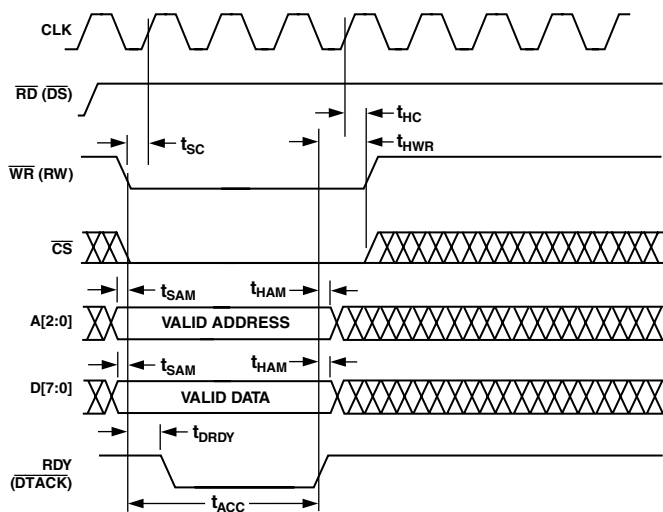 CLK
RD (DS)
tHC
tSC
tHWR
WR (RW)
CS
tSAM
tHAM
A[2:0]
VALID ADDRESS
tSAM
tHAM
D[7:0]
VALID DATA
tDRDY
RDY
(DTACK)
tACC